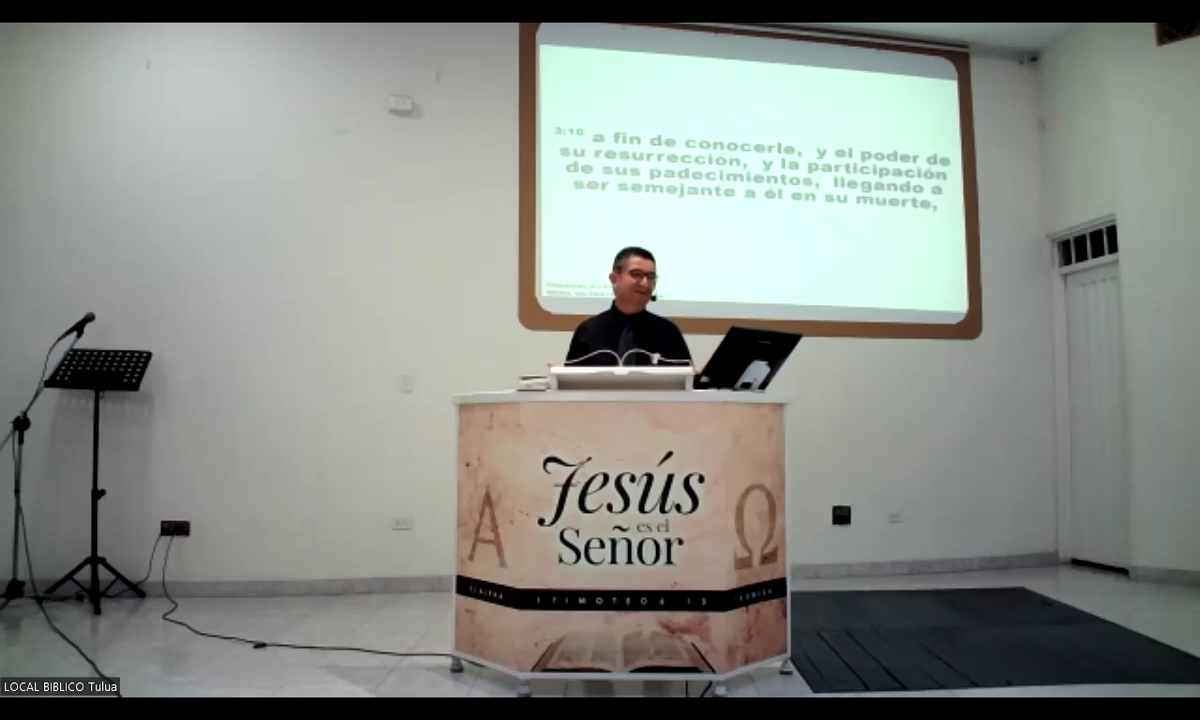 3:10 a fin de conocerle, y el poder de
su resurrección, y la participación
de sus padecimientos, llegando a
ser semejante a él en su muerte,
Jesús
es el
Señor
A
Ω
1 TIMOTEO 6 15
LOCAL BIBLICO Tulua